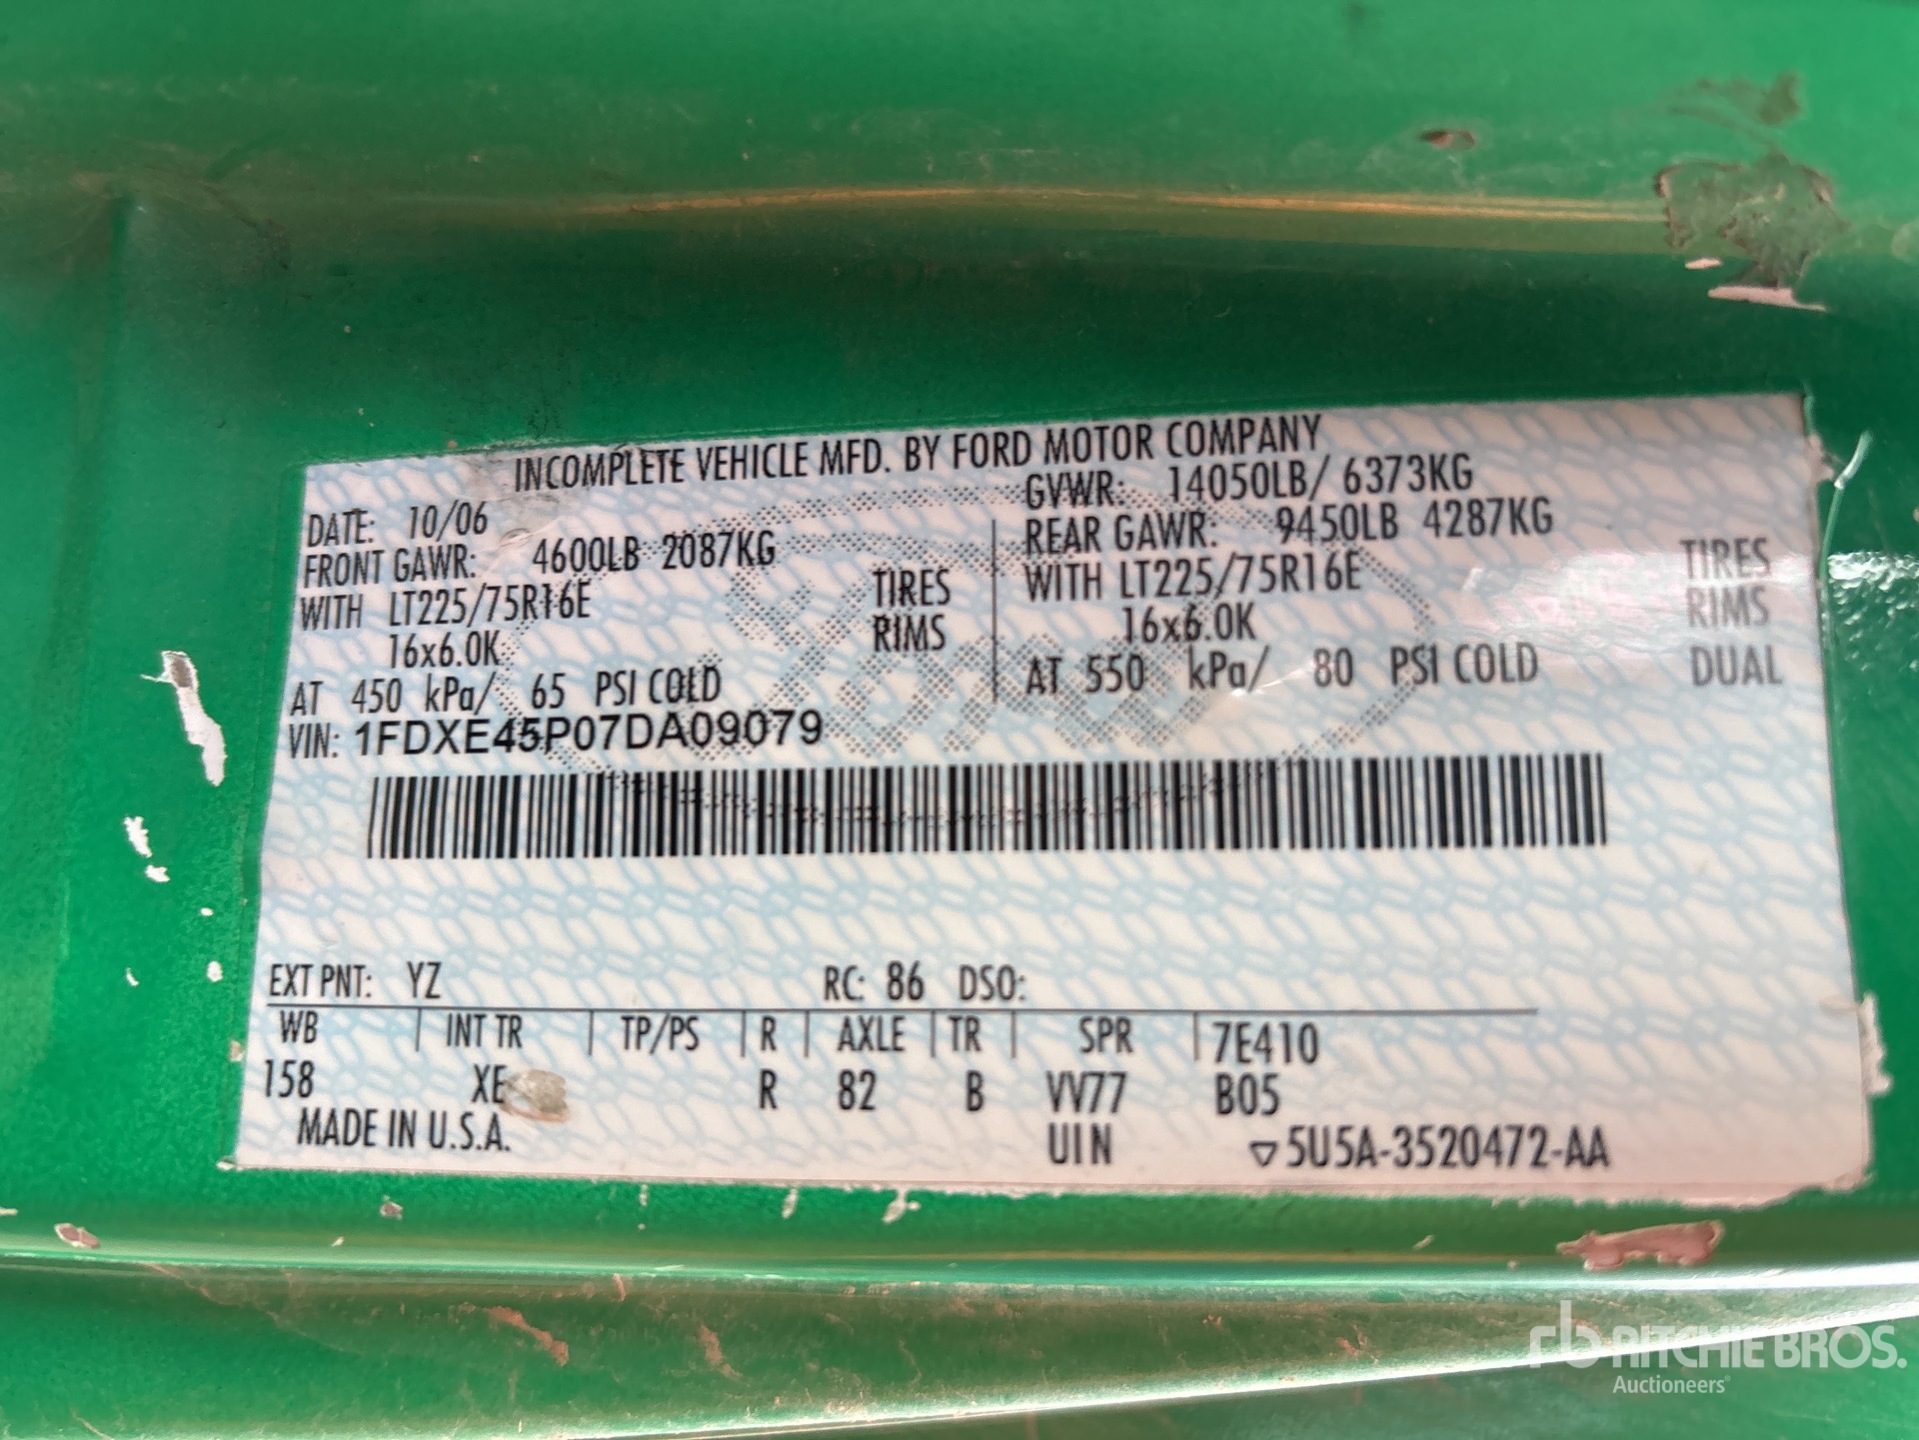 INCOMPLETE VEHICLE MFD. BY FORD MOTOR COMPANY
DATE: 10/06 GVWR: 14050LB/ 6373KG
FRONT GAWR: 4600LB 2087KG REAR GAWR: 9450LB 4287KG
WITH LT225/75R16E TIRES WITH LT225/75R16E TIRES
16x6.0K RIMS 16x6.0K RIMS
AT 450 kPa/ 65 PSI COLD AT 550 kPa/ 80 PSI COLD DUAL
VIN: 1FDXE45P07DA09079
EXT PNT: YZ RC: 86 DSO:
WB INT TR TP/PS R AXLE TR SPR 7E410
158 XE R 82 B VV77 B05
MADE IN U.S.A. UIN ▽5U5A-3520472-AA
Ford
rb RITCHIE BROS.
Auctioneers